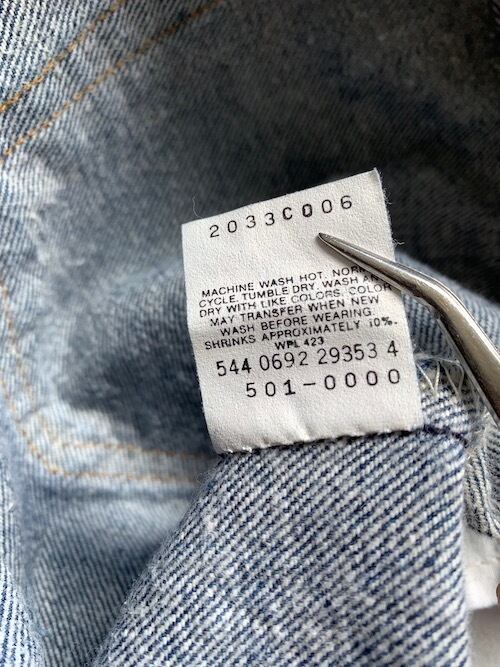 2033C006
MACHINE WASH HOT, NORM
CYCLE, TUMBLE DRY. WASH AN
DRY WITH LIKE COLORS. COLOR
MAY TRANSFER WHEN NEW
WASH BEFORE WEARING.
SHRINKS APPROXIMATELY 10%.
WPL 423
544 0692 29353 4
501-0000